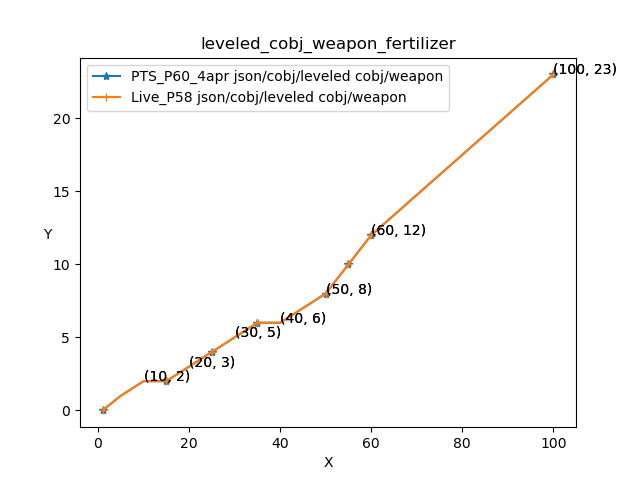 leveled_cobj_weapon_fertilizer
PTS_P60_4apr json/cobj/leveled cobj/weapon
Live_P58 json/cobj/leveled cobj/weapon
(100, 23)
20
15
(60, 12)
Y
10
(50, 8)
(40, 6)
5
(30, 5)
(20, 3)
(10, 2)
0
0 20 40 60 80 100
X